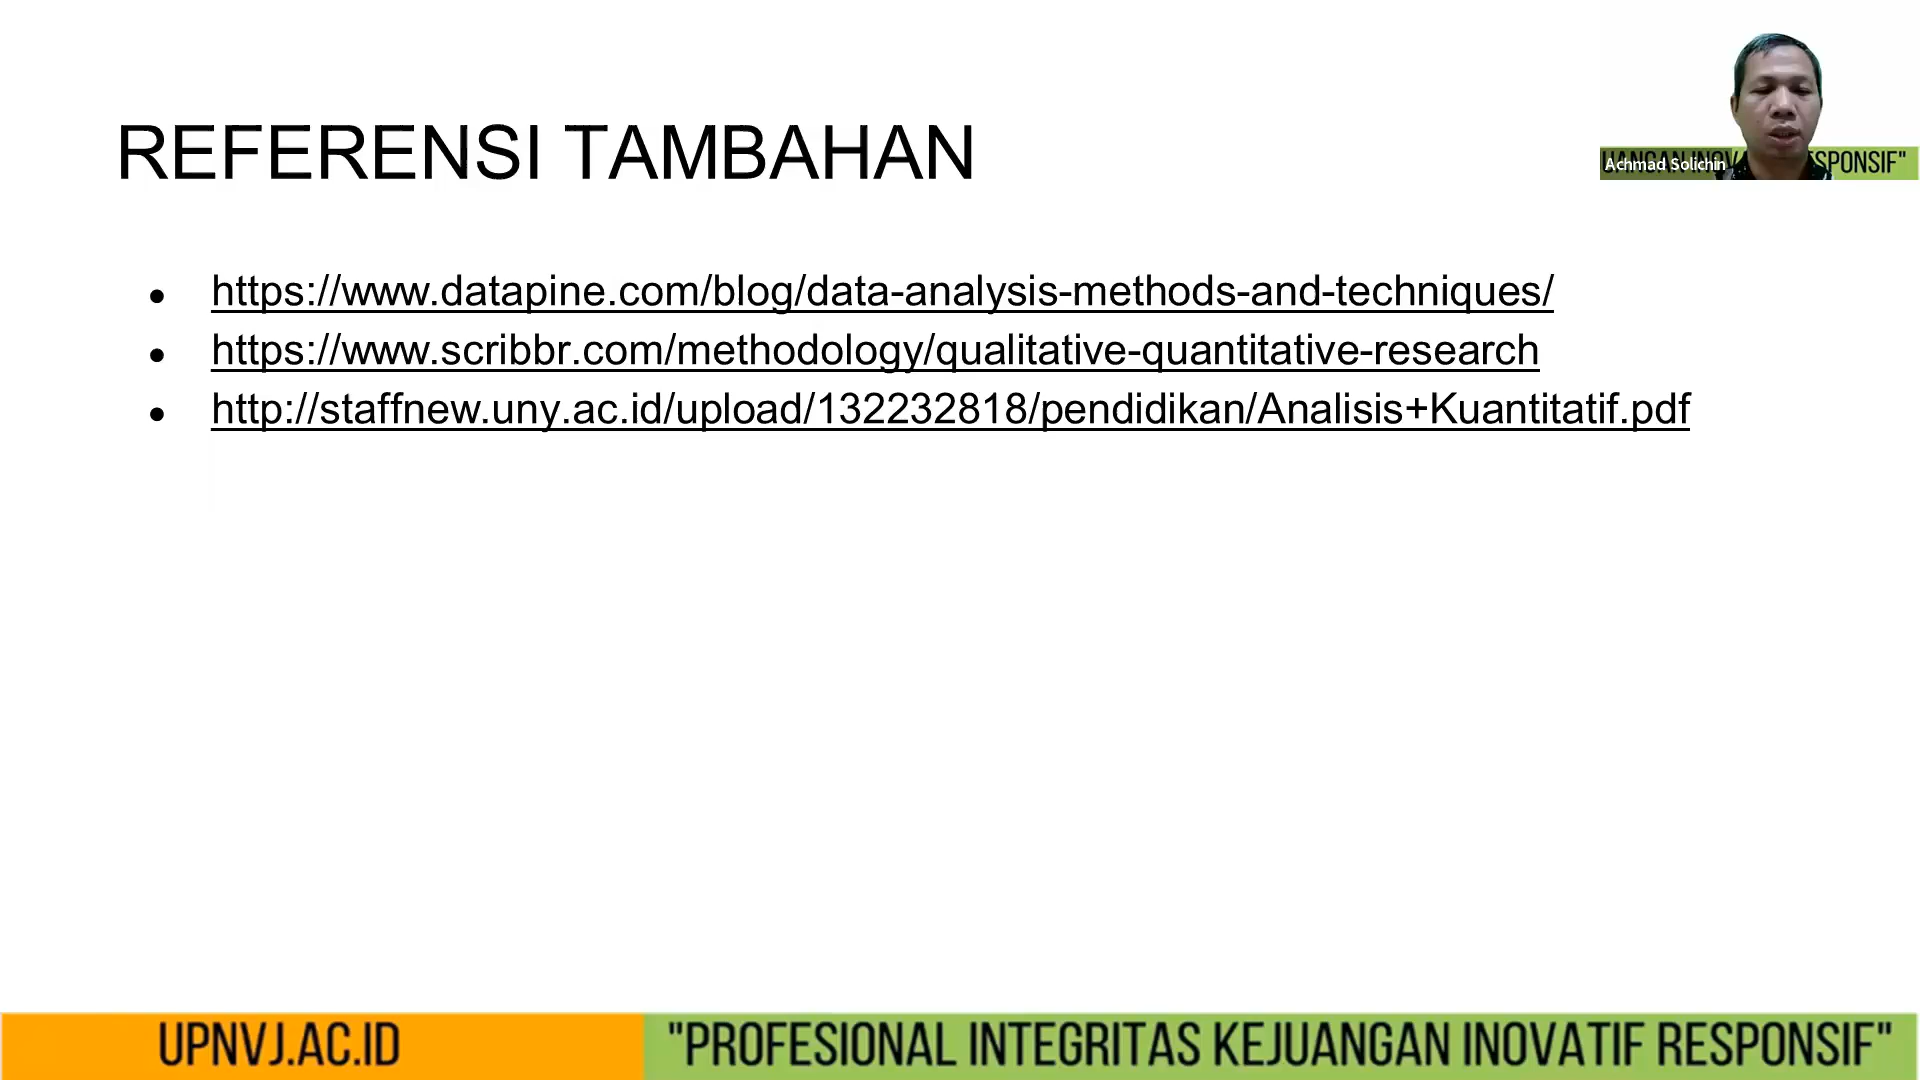 REFERENSI TAMBAHAN
https://www.datapine.com/blog/data-analysis-methods-and-techniques/
https://www.scribbr.com/methodology/qualitative-quantitative-research
http://staffnew.uny.ac.id/upload/132232818/pendidikan/Analisis+Kuantitatif.pdf
Achmad Solichin
UPNVJ.AC.ID
"PROFESIONAL INTEGRITAS KEJUANGAN INOVATIF RESPONSIF"